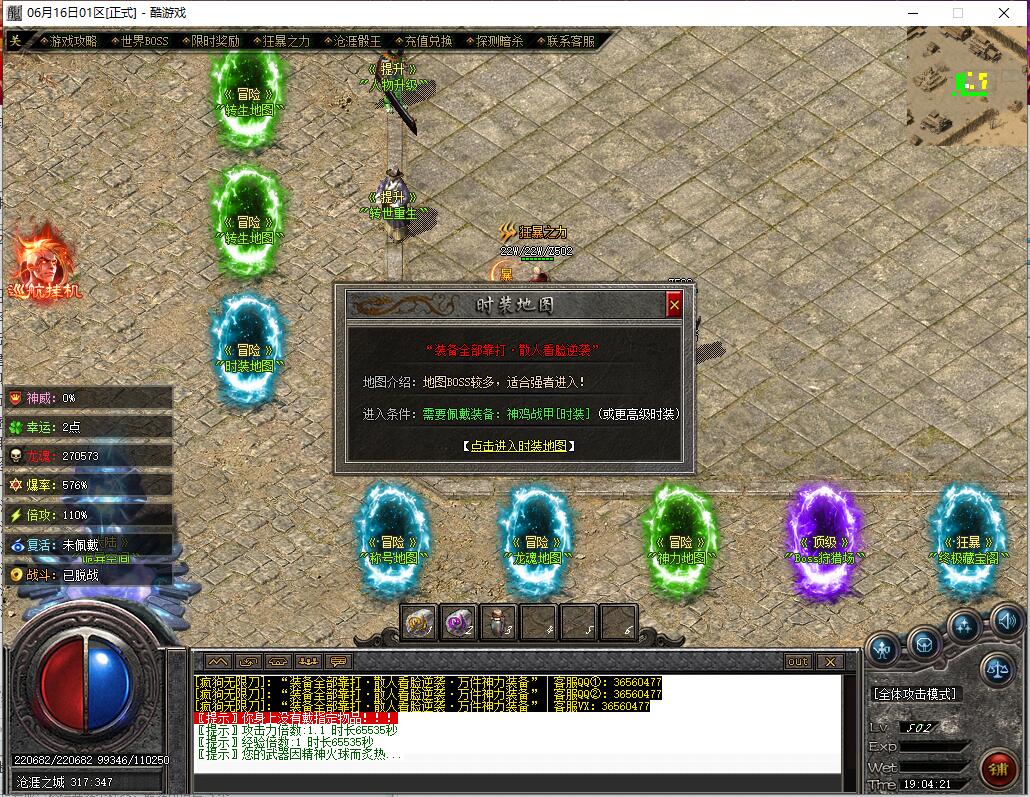 06月16日01区[正式] - 酷游戏
关 游戏攻略 世界BOSS 限时奖励 狂暴之力 沧涯骰王 充值兑换 探测暗杀 联系客服
《 冒险 》
转生地图
《 提升 》
人物升级
《 冒险 》
转生地图
《 提升 》
转世重生
狂暴之力
22W/22W/Z502
暴
巡航挂机
《 冒险 》
时装地图
时装地图
“装备全部靠打·散人看脸逆袭”
地图介绍：地图BOSS较多，适合强者进入！
进入条件：需要佩戴装备：神鸡战甲[时装] (或更高级时装)
【点击进入时装地图】
神威：0%
幸运：2点
龙魂：270573
爆率：576%
倍攻：110%
复活：未佩戴
战斗：已脱战
《 冒险 》
称号地图
《 冒险 》
龙魂地图
《 冒险 》
神力地图
《 顶级 》
Boss狩猎场
《 狂暴 》
终极藏宝阁
1 2 3 4 5 6
out
[疯狗无限刀]：“装备全部靠打·散人看脸逆袭·万件神力装备” | 客服QQ①：36560477
[疯狗无限刀]：“装备全部靠打·散人看脸逆袭·万件神力装备” | 客服QQ②：36560477
[疯狗无限刀]：“装备全部靠打·散人看脸逆袭·万件神力装备” | 客服VX：36560477
〖提示〗你身上没有戴指定物品！！！
〖提示〗攻击力倍数:1.1 时长65535秒
〖提示〗经验倍数:1 时长65535秒
〖提示〗您的武器因精神火球而炙热...
220682/220682 99346/110250
沧涯之城 317:347
[全体攻击模式]
Lv 502
Exp
Wet
Tme 19:04:21
铺